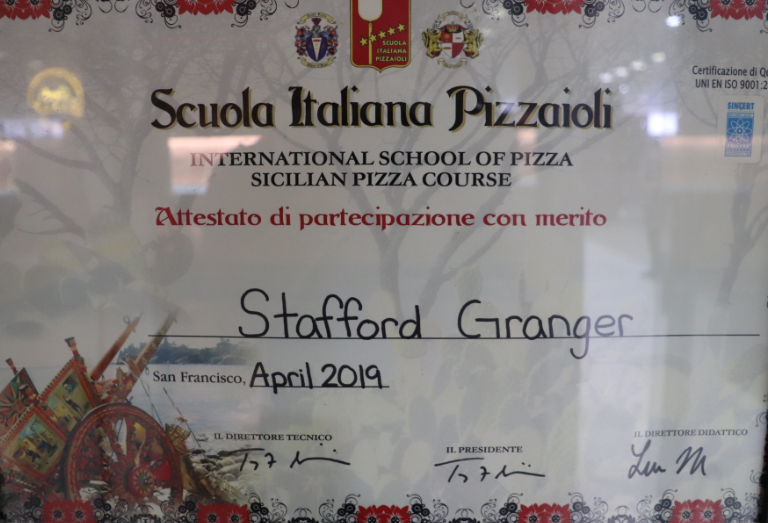 SCUOLA
ITALIANA
PIZZAIOLI
Certificazione di Qu
UNI EN ISO 9001:2
SINCERT
Scuola Italiana Pizzaioli
INTERNATIONAL SCHOOL OF PIZZA
SICILIAN PIZZA COURSE
Attestato di partecipazione con merito
Stafford Granger
San Francisco, April 2019
IL DIRETTORE TECNICO
IL PRESIDENTE
IL DIRETTORE DIDATTICO